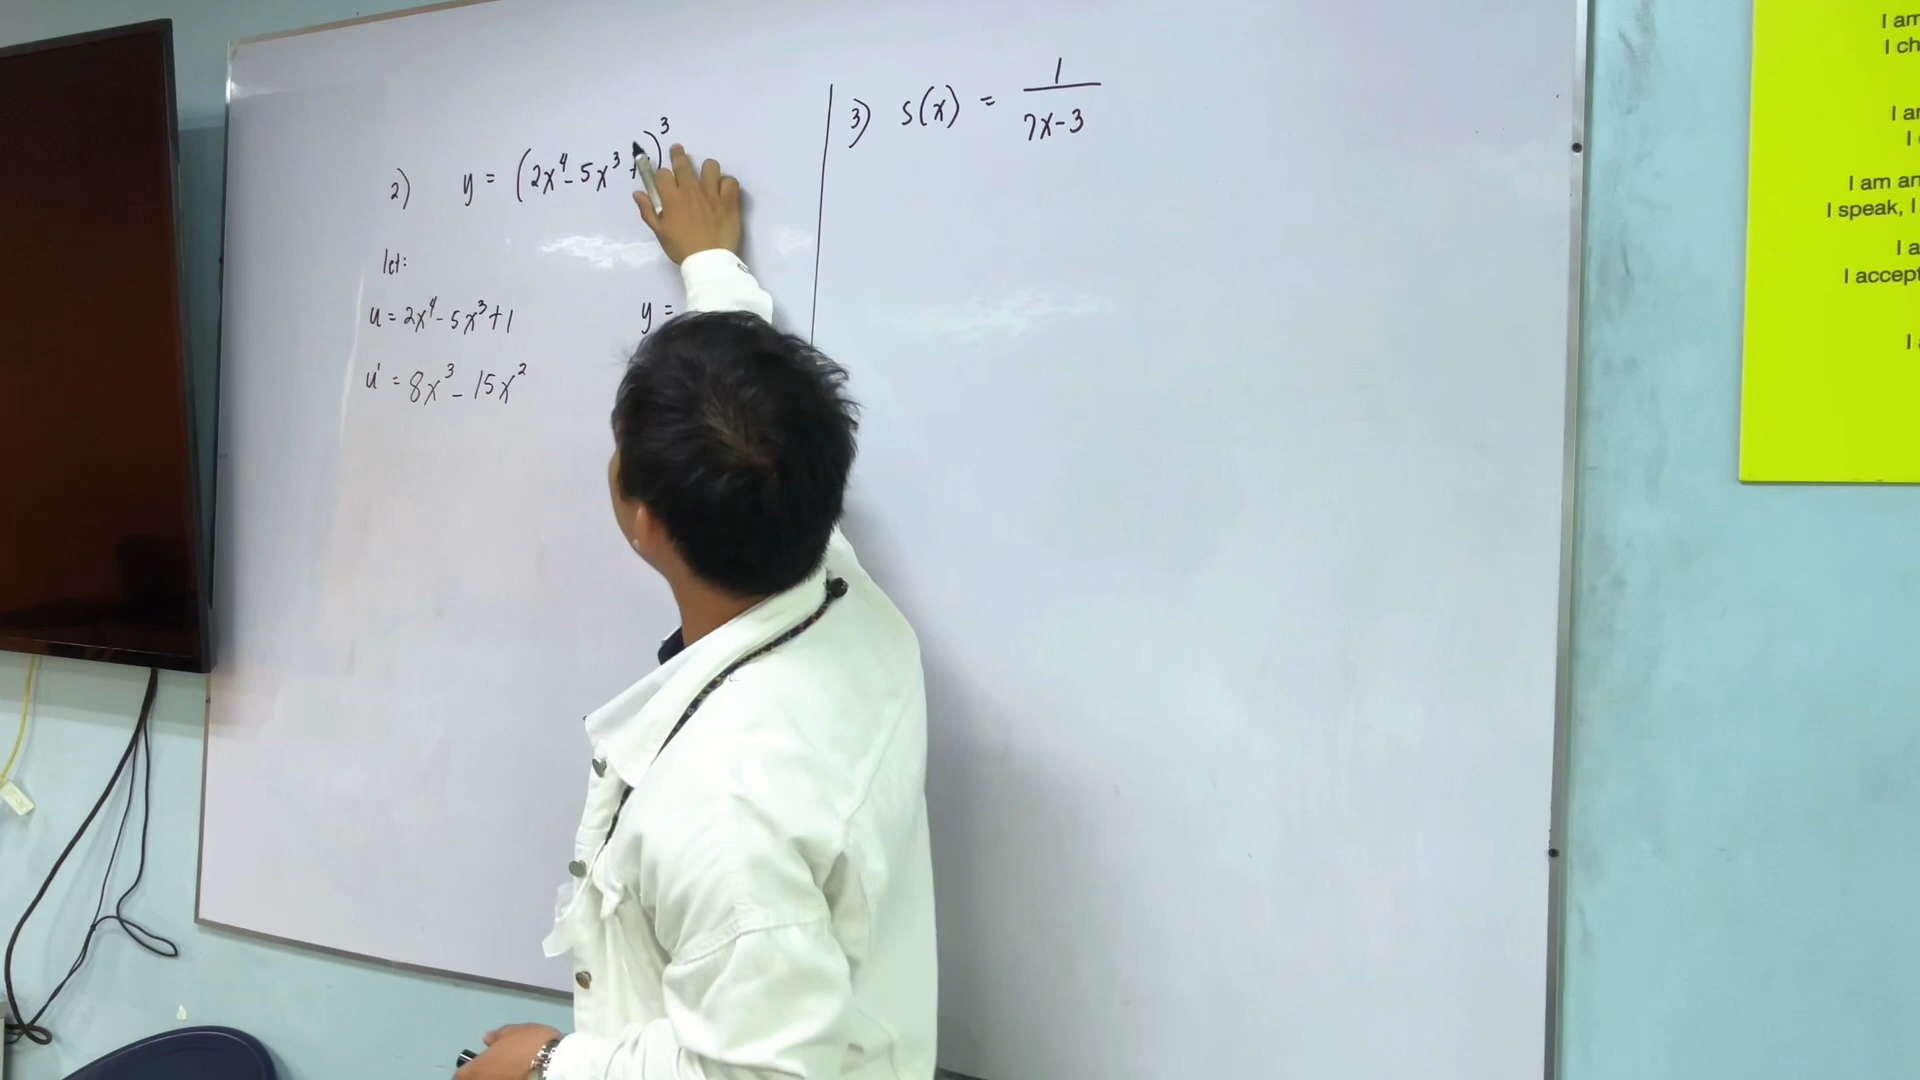 2) y = (2x⁴ - 5x³ +  )³
let:
u = 2x⁴ - 5x³ + 1
y =
u' = 8x³ - 15x²
3) s(x) = 1/(7x-3)
I am
I ch
I am an
I speak, I
I accept